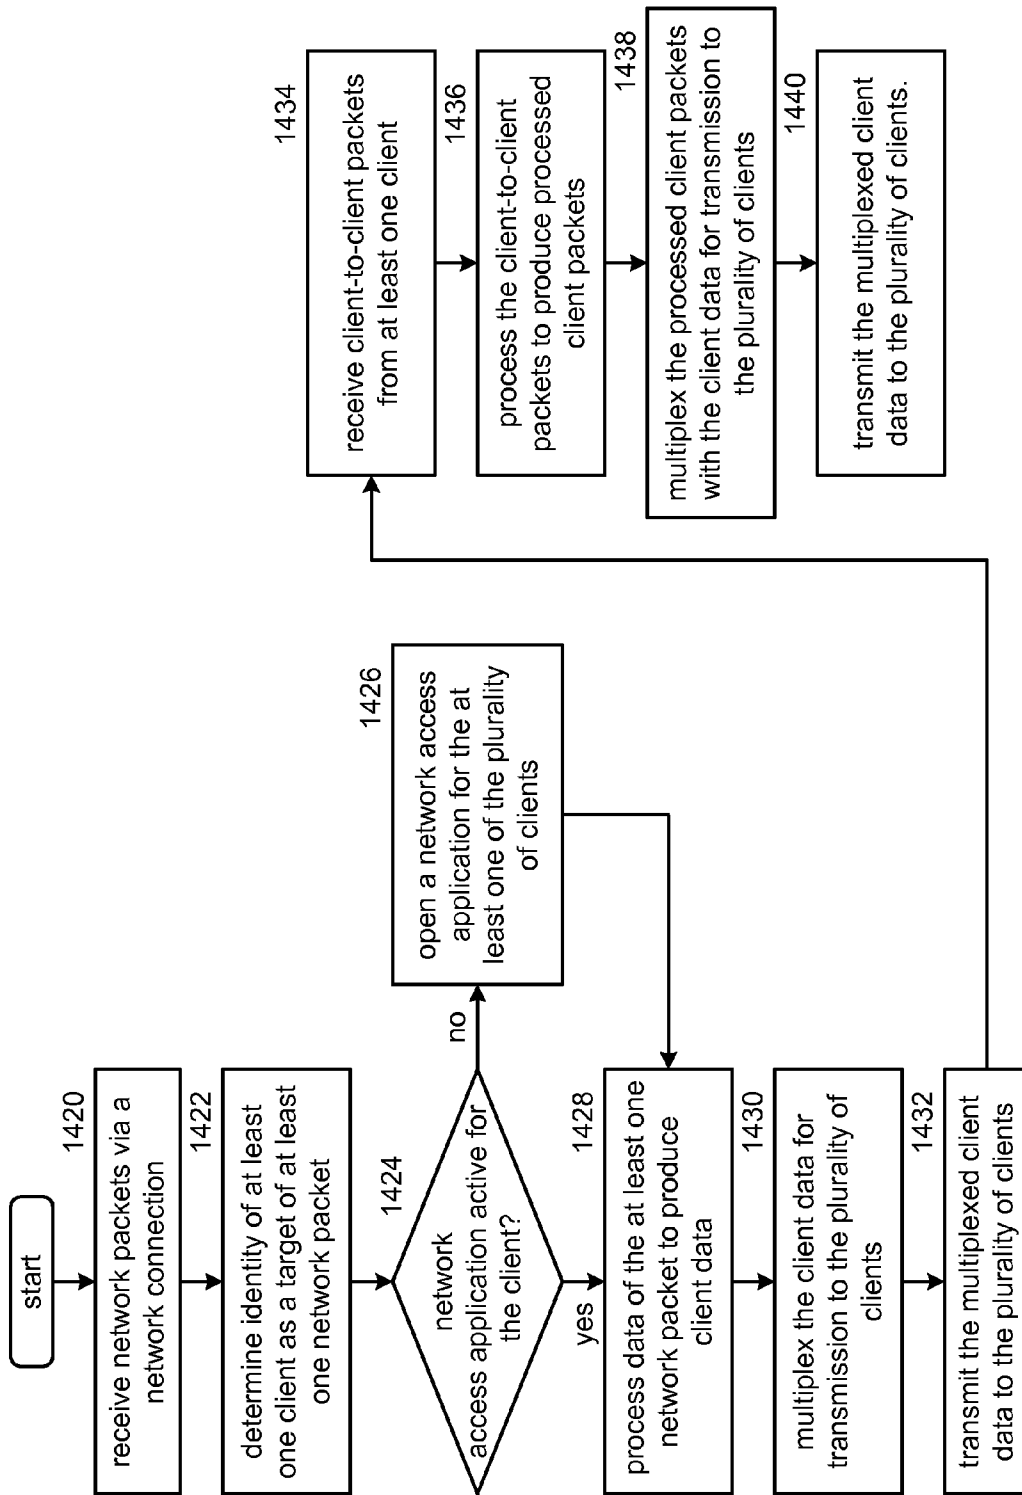 start
1420
receive network packets via a
network connection
1422
determine identity of at least
one client as a target of at least
one network packet
1424
network
access application active for
the client?
no
yes
1426
open a network access
application for the at
least one of the plurality
of clients
1428
process data of the at least one
network packet to produce
client data
1430
multiplex the client data for
transmission to the plurality of
clients
1432
transmit the multiplexed client
data to the plurality of clients
1434
receive client-to-client packets
from at least one client
1436
process the client-to-client
packets to produce processed
client packets
1438
multiplex the processed client packets
with the client data for transmission to
the plurality of clients
1440
transmit the multiplexed client
data to the plurality of clients.